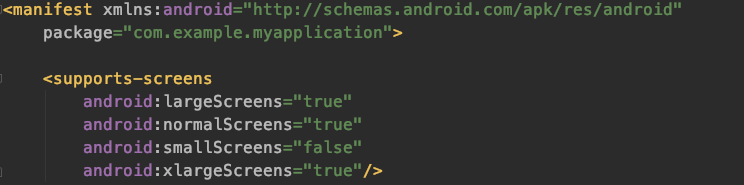 <manifest xmlns:android="http://schemas.android.com/apk/res/android"
package="com.example.myapplication">
<supports-screens
android:largeScreens="true"
android:normalScreens="true"
android:smallScreens="false"
android:xlargeScreens="true"/>